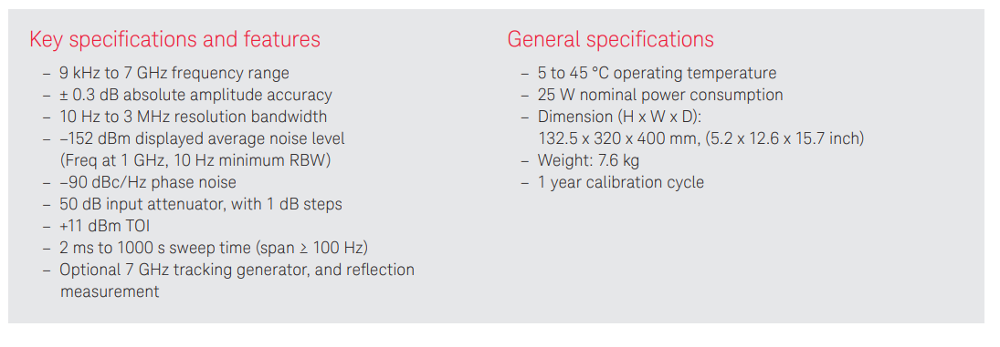 Key specifications and features
– 9 kHz to 7 GHz frequency range
– ± 0.3 dB absolute amplitude accuracy
– 10 Hz to 3 MHz resolution bandwidth
– –152 dBm displayed average noise level
(Freq at 1 GHz, 10 Hz minimum RBW)
– –90 dBc/Hz phase noise
– 50 dB input attenuator, with 1 dB steps
– +11 dBm TOI
– 2 ms to 1000 s sweep time (span ≥ 100 Hz)
– Optional 7 GHz tracking generator, and reflection
measurement
General specifications
– 5 to 45 °C operating temperature
– 25 W nominal power consumption
– Dimension (H x W x D):
132.5 x 320 x 400 mm, (5.2 x 12.6 x 15.7 inch)
– Weight: 7.6 kg
– 1 year calibration cycle